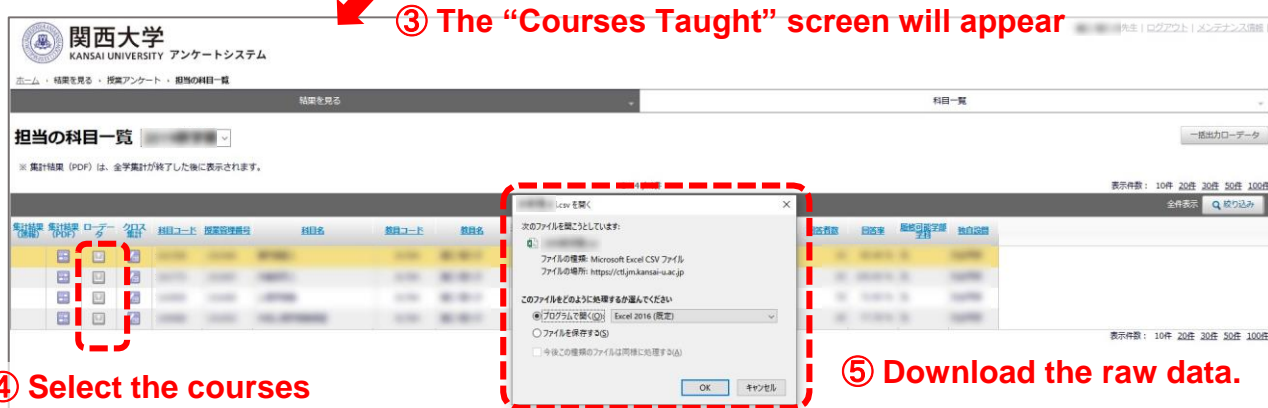 ③ The “Courses Taught” screen will appear
関西大学
KANSAI UNIVERSITY アンケートシステム
先生 | ログアウト | メンテナンス情報
ホーム ・ 結果を見る ・ 授業アンケート ・ 担当の科目一覧
結果を見る
科目一覧
担当の科目一覧
一括出力ローデータ
※ 集計結果 (PDF) は、全学集計が終了した後に表示されます。
表示件数： 10件 20件 30件 50件 100件
全件表示 絞り込み
集計結果(速報) 集計結果(PDF) ローデータ クロス集計 科目コード 授業管理番号 科目名 教員コード 教員名 回答者数 回答率 履修可能学部学科 独自設問
.csv を開く
次のファイルを開こうとしています:
ファイルの種類: Microsoft Excel CSV ファイル
ファイルの場所: https://ctl.jm.kansai-u.ac.jp
このファイルをどのように処理するか選んでください
プログラムで開く(O) Excel 2016 (既定)
ファイルを保存する(S)
今後この種類のファイルは同様に処理する(A)
OK キャンセル
表示件数： 10件 20件 30件 50件 100件
④ Select the courses
⑤ Download the raw data.